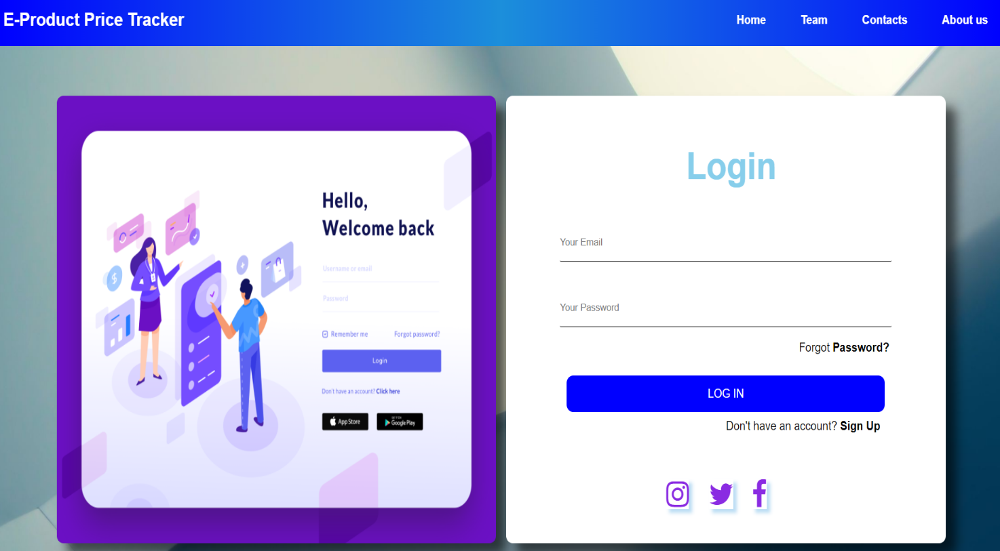 E-Product Price Tracker
Home Team Contacts About us
Hello,
Welcome back
Username or email
Password
Remember me Forgot password?
Login
Don't have an account? Click here
App Store
GET IT ON
Google Play
Login
Your Email
Your Password
Forgot Password?
LOG IN
Don't have an account? Sign Up